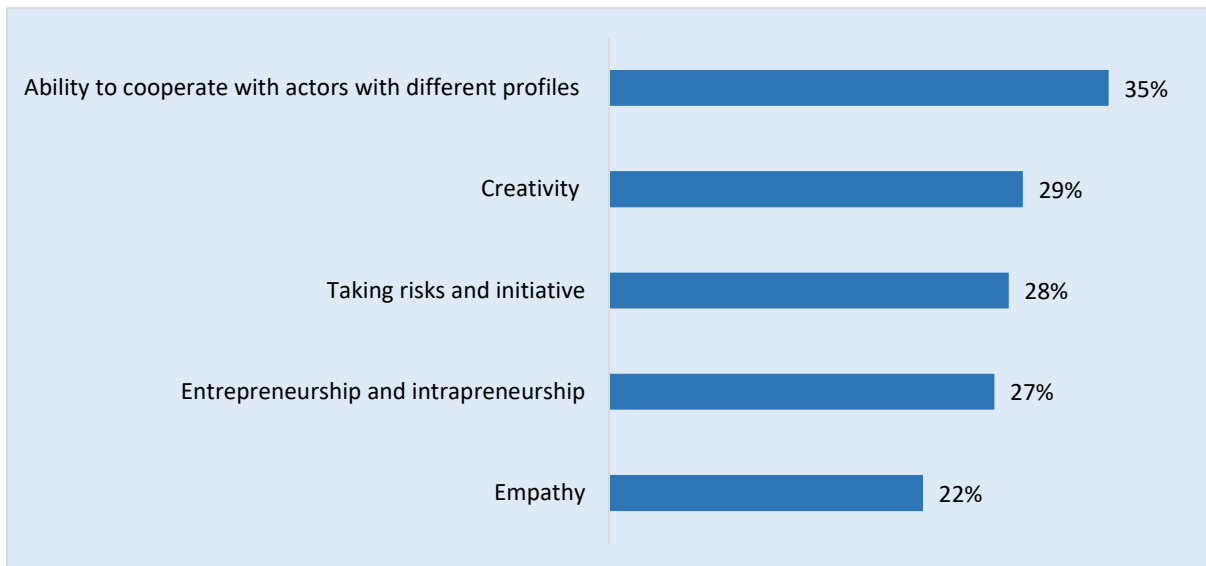 Ability to cooperate with actors with different profiles 35%
Creativity 29%
Taking risks and initiative 28%
Entrepreneurship and intrapreneurship 27%
Empathy 22%